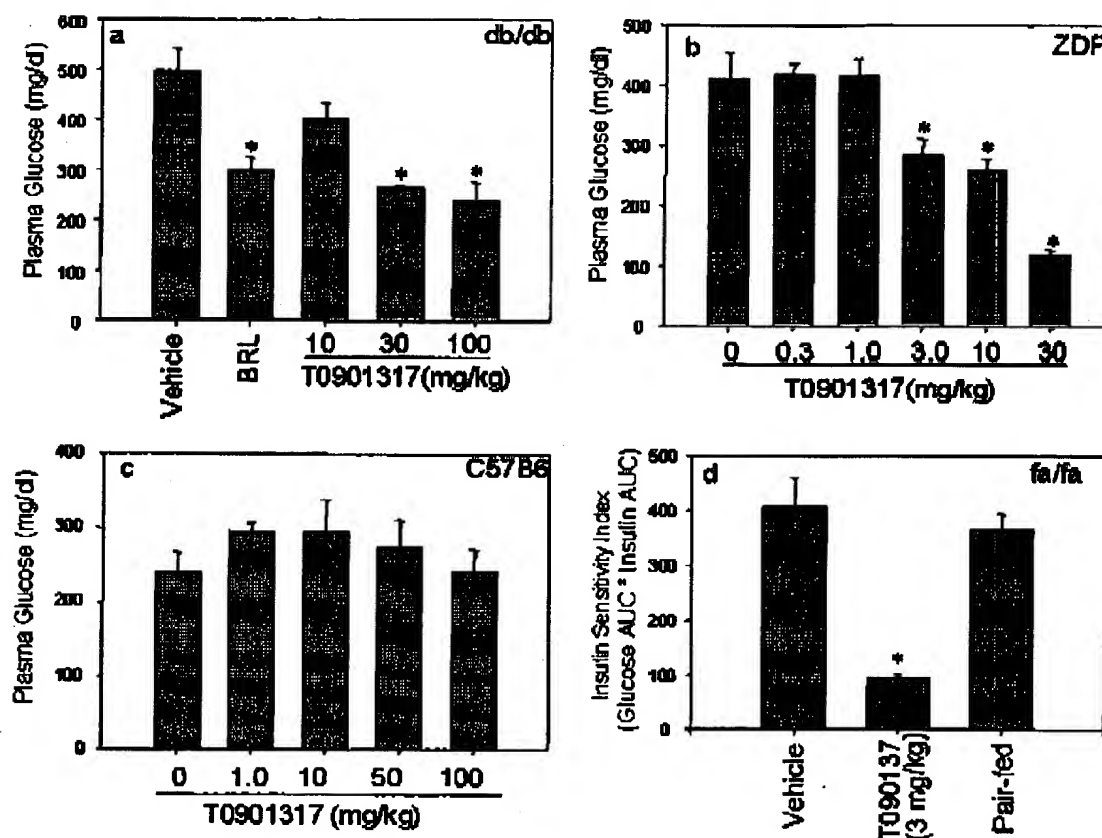 a
db/db
Plasma Glucose (mg/dl)
600
500
400
300
200
100
0
*
*
*
Vehicle
BRL
10
30
100
T0901317(mg/kg)
b
ZDF
Plasma Glucose (mg/dl)
500
400
300
200
100
0
*
*
*
0
0.3
1.0
3.0
10
30
T0901317(mg/kg)
c
C57B6
Plasma Glucose (mg/dl)
400
300
200
100
0
0
1.0
10
50
100
T0901317 (mg/kg)
d
fa/fa
Insulin Sensitivity Index
(Glucose AUC * Insulin AUC)
500
400
300
200
100
0
*
Vehicle
T090137
(3 mg/kg)
Pair-fed